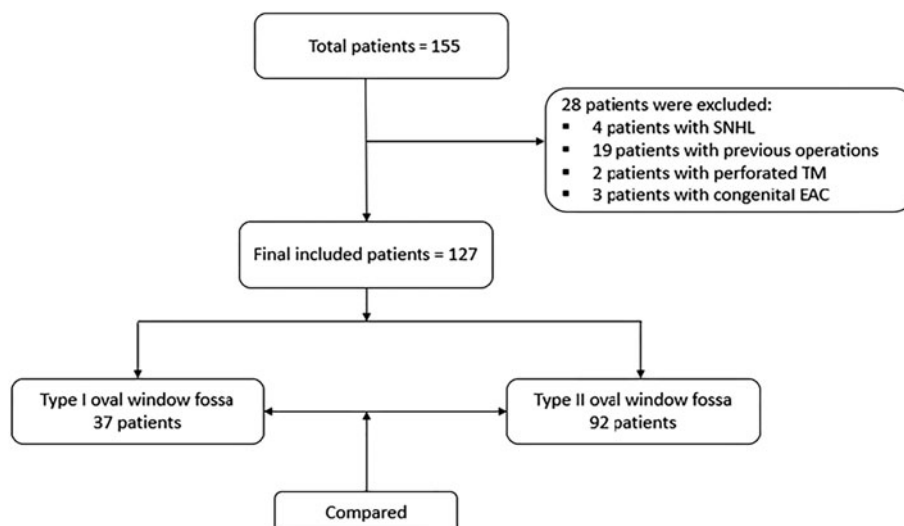 Total patients = 155
28 patients were excluded:
▪ 4 patients with SNHL
▪ 19 patients with previous operations
▪ 2 patients with perforated TM
▪ 3 patients with congenital EAC
Final included patients = 127
Type I oval window fossa
37 patients
Type II oval window fossa
92 patients
Compared